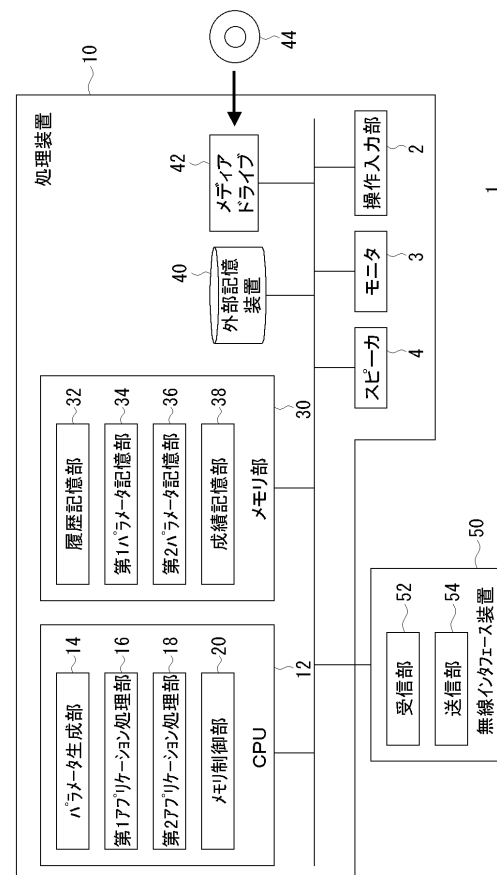 処理装置
10
パラメータ生成部
14
第1アプリケーション処理部
16
第2アプリケーション処理部
18
メモリ制御部
20
CPU
12
履歴記憶部
32
第1パラメータ記憶部
34
第2パラメータ記憶部
36
成績記憶部
38
メモリ部
30
外部記憶
装置
40
メディア
ドライブ
42
44
スピーカ
4
モニタ
3
操作入力部
2
受信部
52
送信部
54
無線インタフェース装置
50
1